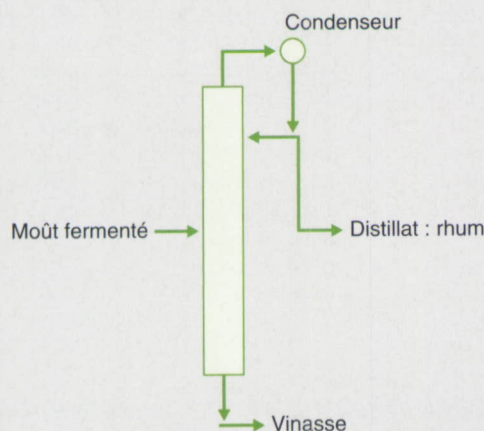 Condenseur
Moût fermenté
Distillat : rhum
Vinasse